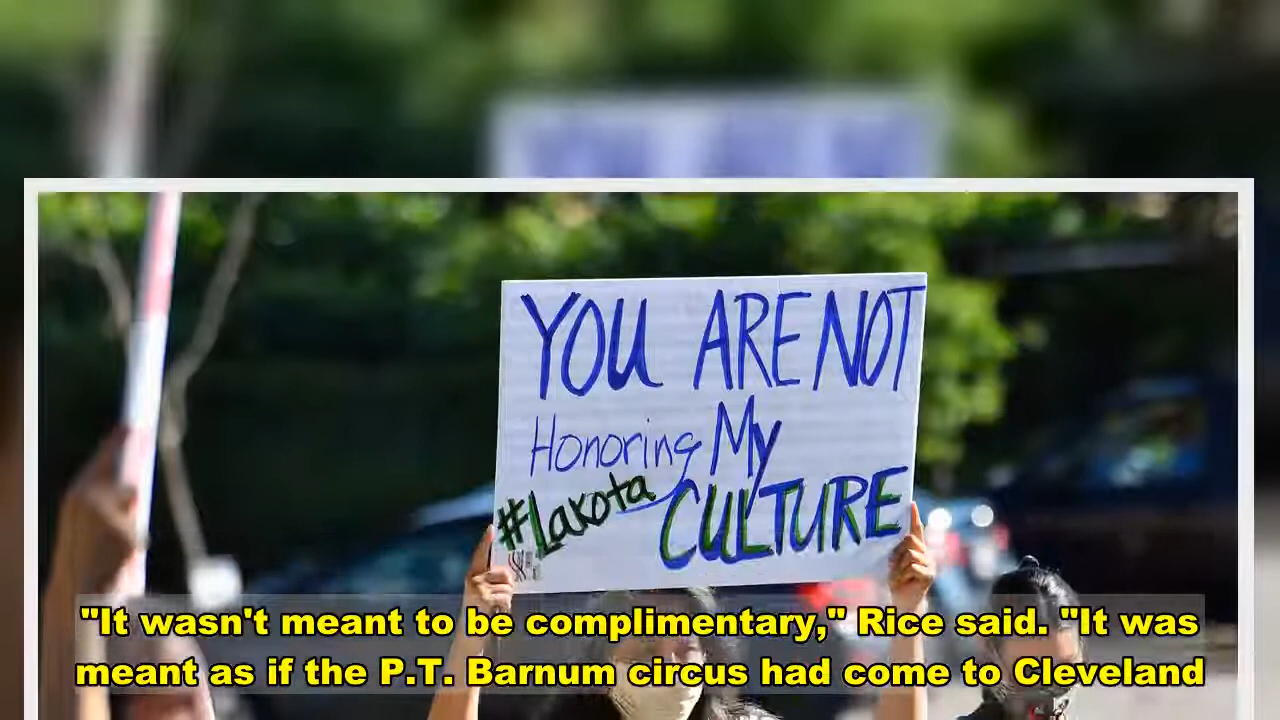 YOU ARE NOT
Honoring My
#Lakota CULTURE
"It wasn't meant to be complimentary," Rice said. "It was
meant as if the P.T. Barnum circus had come to Cleveland